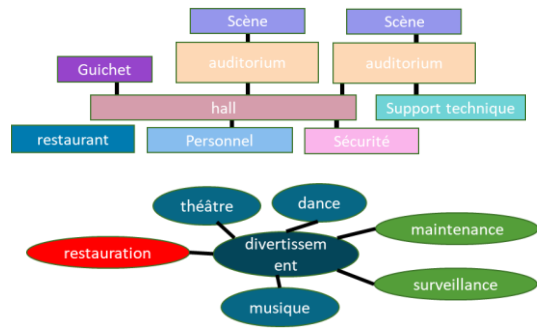 Scène
Scène
auditorium
auditorium
Guichet
hall
Support technique
restaurant
Personnel
Sécurité
théâtre
dance
maintenance
restauration
divertissem
ent
surveillance
musique